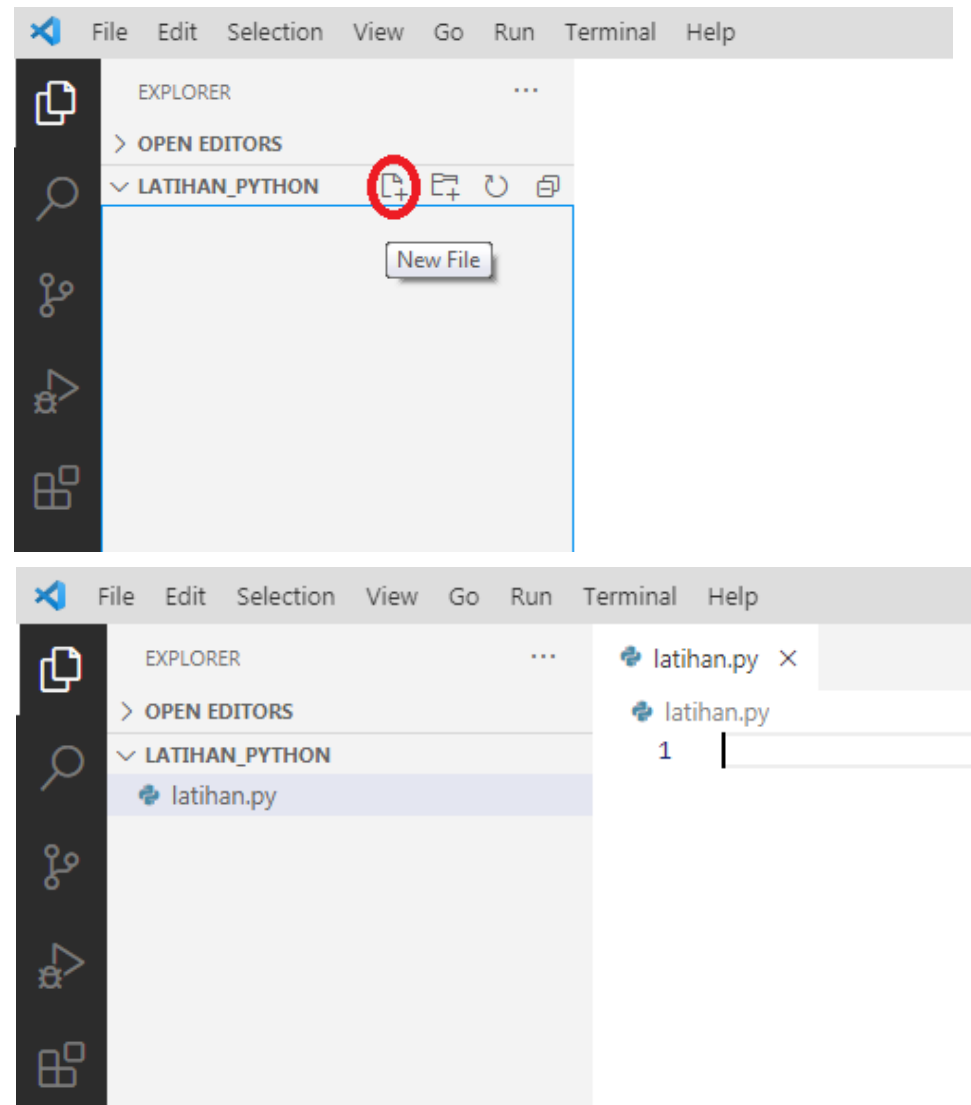 File Edit Selection View Go Run Terminal Help
EXPLORER
OPEN EDITORS
LATIHAN_PYTHON
New File
File Edit Selection View Go Run Terminal Help
EXPLORER
latihan.py
OPEN EDITORS
latihan.py
LATIHAN_PYTHON
1
latihan.py